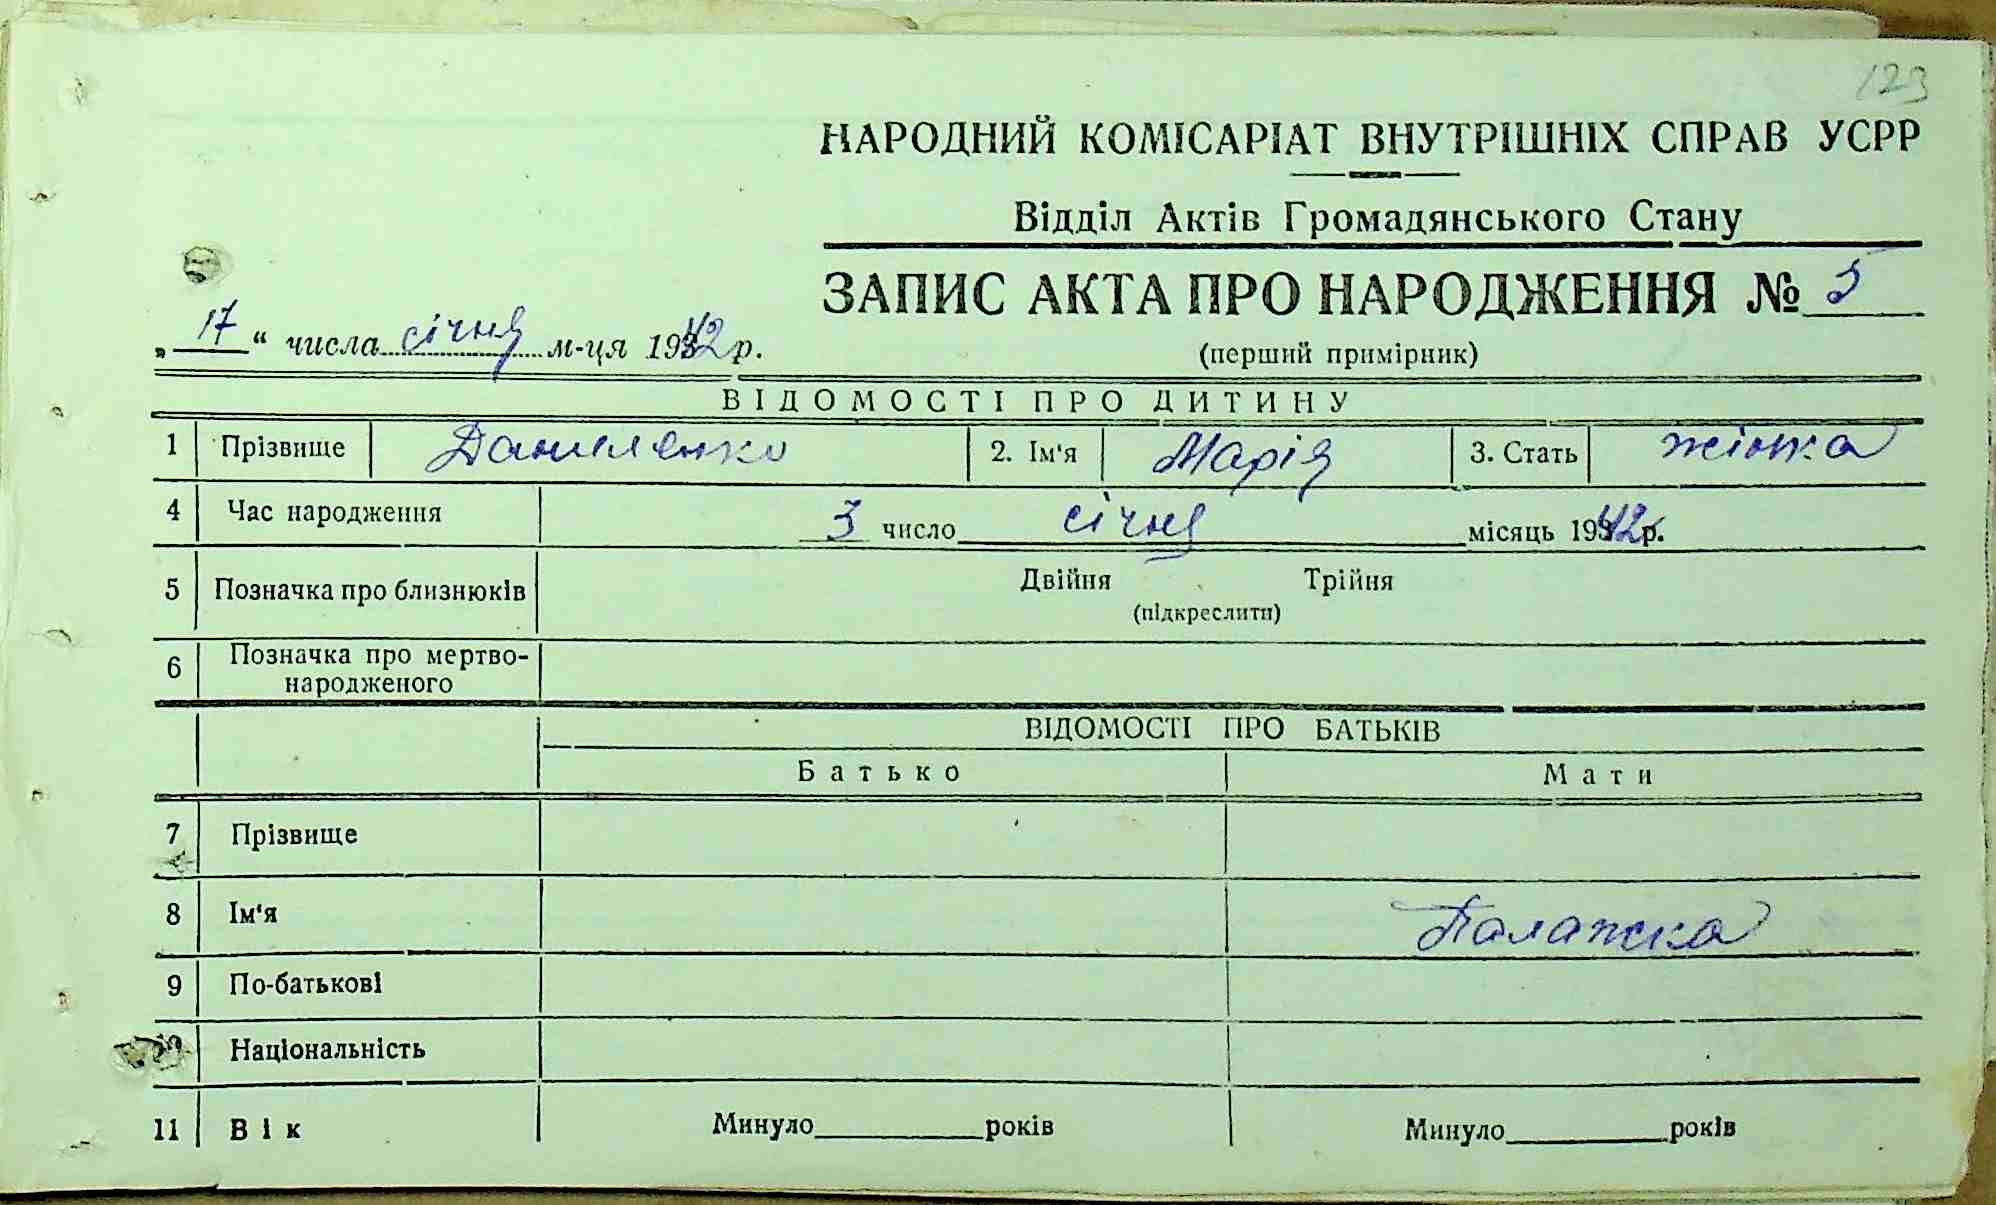 123
НАРОДНИЙ КОМІСАРІАТ ВНУТРІШНІХ СПРАВ УСРР
Відділ Актів Громадянського Стану
ЗАПИС АКТА ПРО НАРОДЖЕННЯ № 5
„ 17 “ числа січня м-ця 1942 р.
(перший примірник)
ВІДОМОСТІ ПРО ДИТИНУ
1 Прізвище Даниленко 2. Ім'я Марія 3. Стать жінка
4 Час народження 3 число січня місяць 1942 р.
5 Позначка про близнюків Двійня Трійня
(підкреслити)
6 Позначка про мертво-
народженого
ВІДОМОСТІ ПРО БАТЬКІВ
Батько Мати
7 Прізвище
8 Ім'я Палажка
9 По-батькові
Національність
11 Вік Минуло років Минуло років